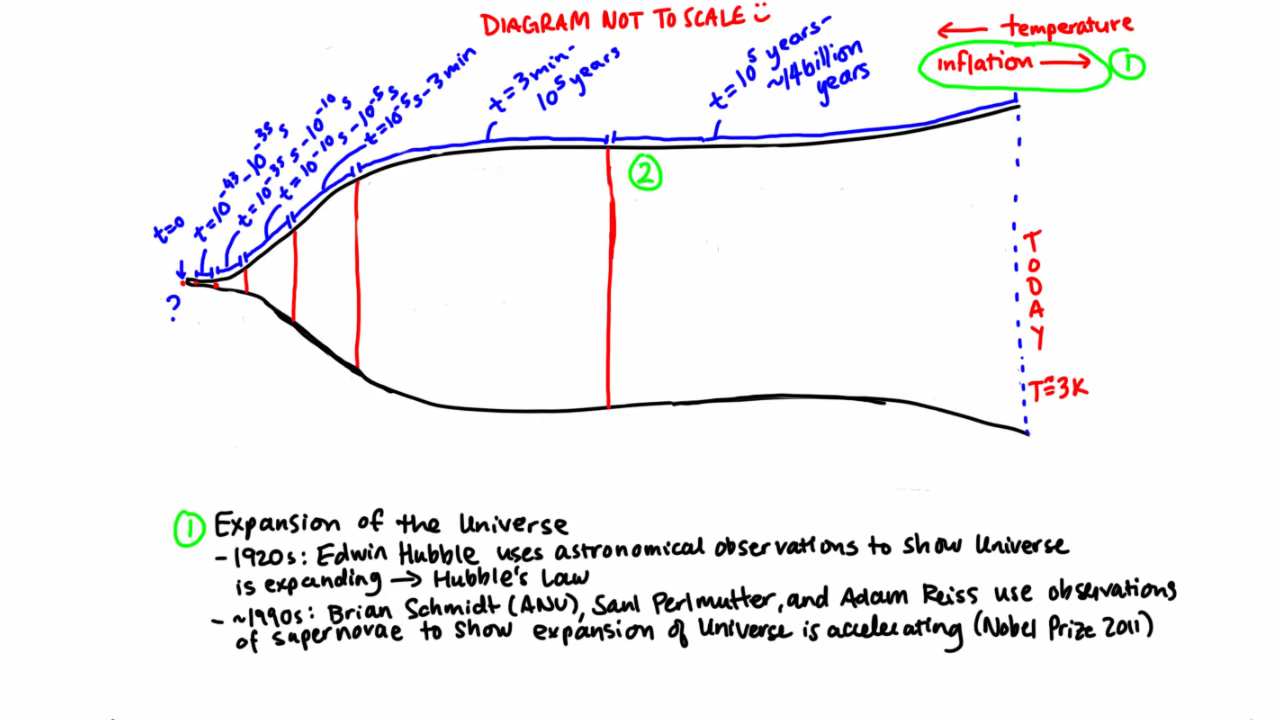 DIAGRAM NOT TO SCALE
← temperature
inflation → ①
t=0
t=10^-43-10^-35 s
t=10^-35 s-10^-10 s
t=10^-10 s-10^-5 s
t=10^-5 s-3 min
t=3 min-
10^5 years
t=10^5 years-
~14 billion
years
②
?
TODAY
T≈3K
① Expansion of the Universe
- 1920s: Edwin Hubble uses astronomical observations to show Universe
is expanding → Hubble's Law
- ~1990s: Brian Schmidt (ANU), Saul Perlmutter, and Adam Reiss use observations
of supernovae to show expansion of Universe is accelerating (Nobel Prize 2011)